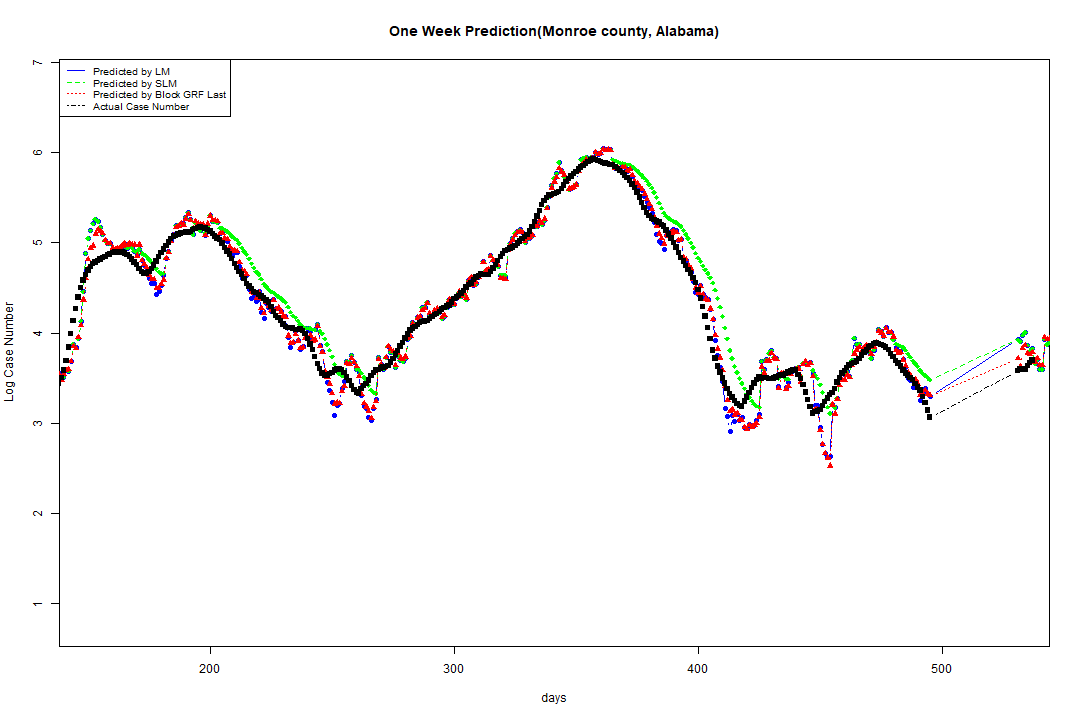 One Week Prediction(Monroe county, Alabama)
Predicted by LM
Predicted by SLM
Predicted by Block GRF Last
Actual Case Number
7
6
5
4
3
2
1
Log Case Number
200
300
400
500
days